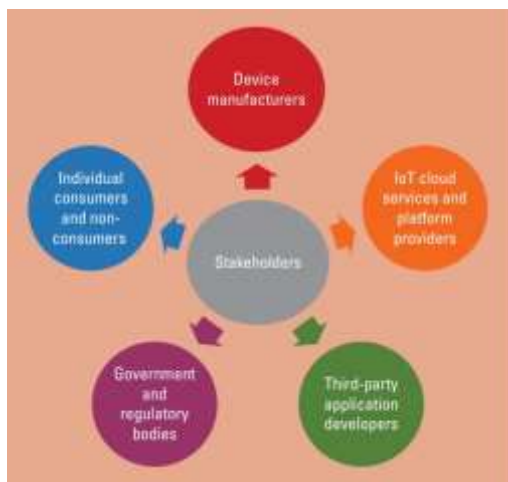 Device
manufacturers
IoT cloud
services and
platform
providers
Third-party
application
developers
Government
and
regulatory
bodies
Individual
consumers
and non-
consumers
Stakeholders